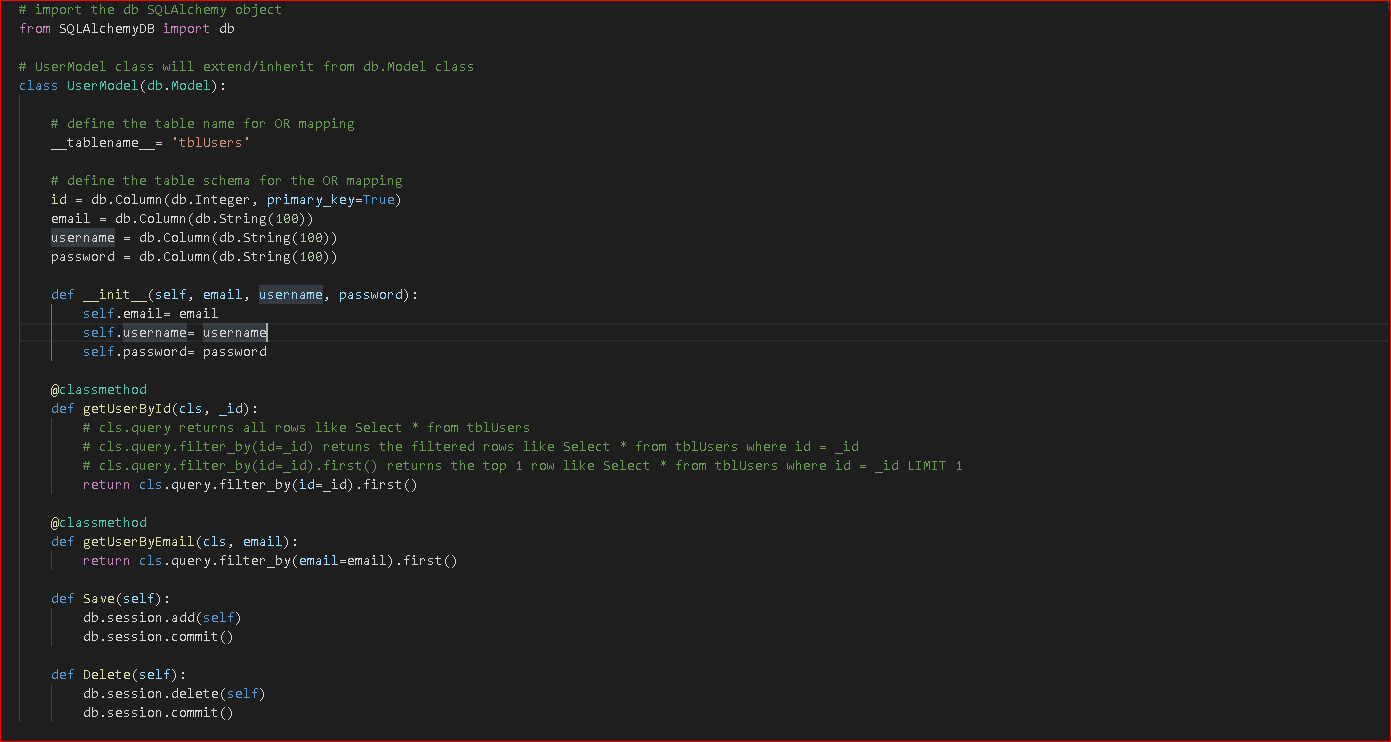 # import the db SQLAlchemy object
from SQLAlchemyDB import db
# UserModel class will extend/inherit from db.Model class
class UserModel(db.Model):
# define the table name for OR mapping
__tablename__= 'tblUsers'
# define the table schema for the OR mapping
id = db.Column(db.Integer, primary_key=True)
email = db.Column(db.String(100))
username = db.Column(db.String(100))
password = db.Column(db.String(100))
def __init__(self, email, username, password):
self.email= email
self.username= username
self.password= password
@classmethod
def getUserById(cls, _id):
# cls.query returns all rows like Select * from tblUsers
# cls.query.filter_by(id=_id) retuns the filtered rows like Select * from tblUsers where id = _id
# cls.query.filter_by(id=_id).first() returns the top 1 row like Select * from tblUsers where id = _id LIMIT 1
return cls.query.filter_by(id=_id).first()
@classmethod
def getUserByEmail(cls, email):
return cls.query.filter_by(email=email).first()
def Save(self):
db.session.add(self)
db.session.commit()
def Delete(self):
db.session.delete(self)
db.session.commit()